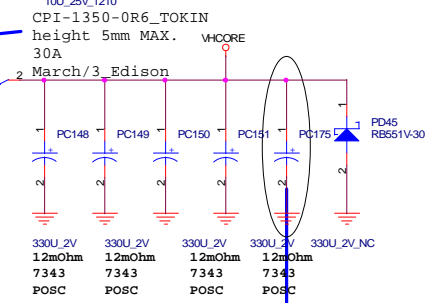 10U_25V_1210
CPI-1350-0R6_TOKIN
height 5mm MAX.
30A
March/3_Edison
VHCORE
2
1 1 1 1 1 1
PC148 PC149 PC150 PC151 PC175 PD45
RB551V-30
+ + + + +
2 2 2 2 2 2
330U_2V 330U_2V 330U_2V 330U_2V 330U_2V_NC
12mOhm 12mOhm 12mOhm 12mOhm
7343 7343 7343 7343
POSC POSC POSC POSC